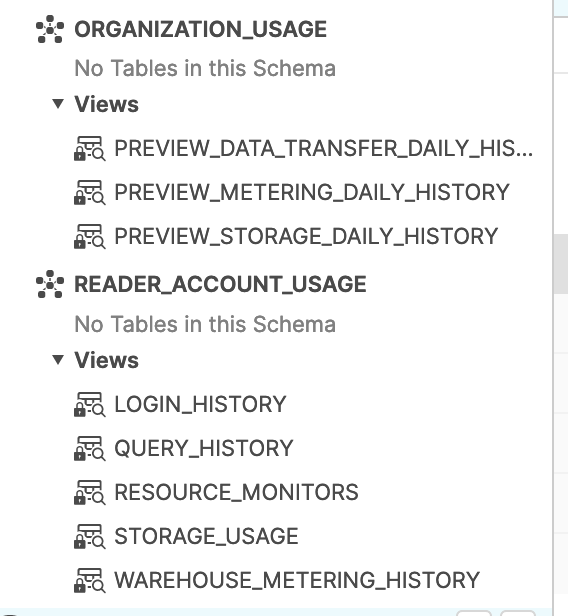 ORGANIZATION_USAGE
No Tables in this Schema
Views
PREVIEW_DATA_TRANSFER_DAILY_HIS...
PREVIEW_METERING_DAILY_HISTORY
PREVIEW_STORAGE_DAILY_HISTORY
READER_ACCOUNT_USAGE
No Tables in this Schema
Views
LOGIN_HISTORY
QUERY_HISTORY
RESOURCE_MONITORS
STORAGE_USAGE
WAREHOUSE_METERING_HISTORY